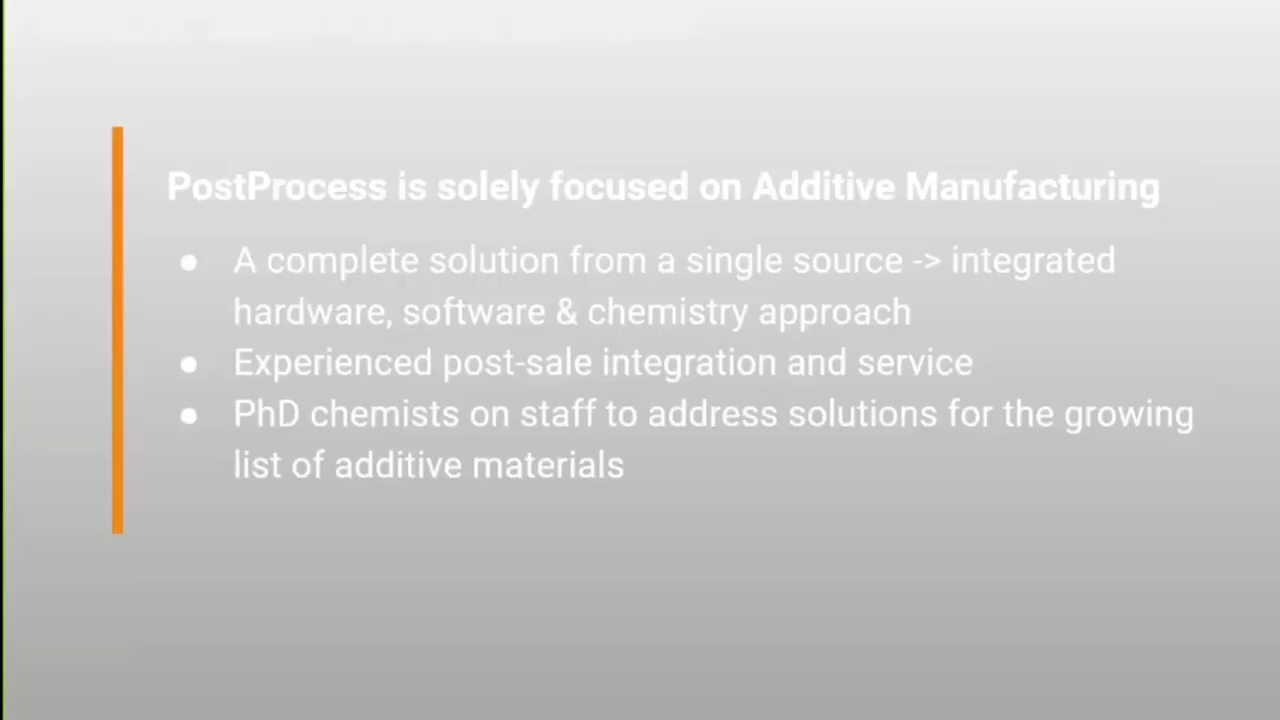 PostProcess is solely focused on Additive Manufacturing
● A complete solution from a single source -> integrated
hardware, software & chemistry approach
● Experienced post-sale integration and service
● PhD chemists on staff to address solutions for the growing
list of additive materials